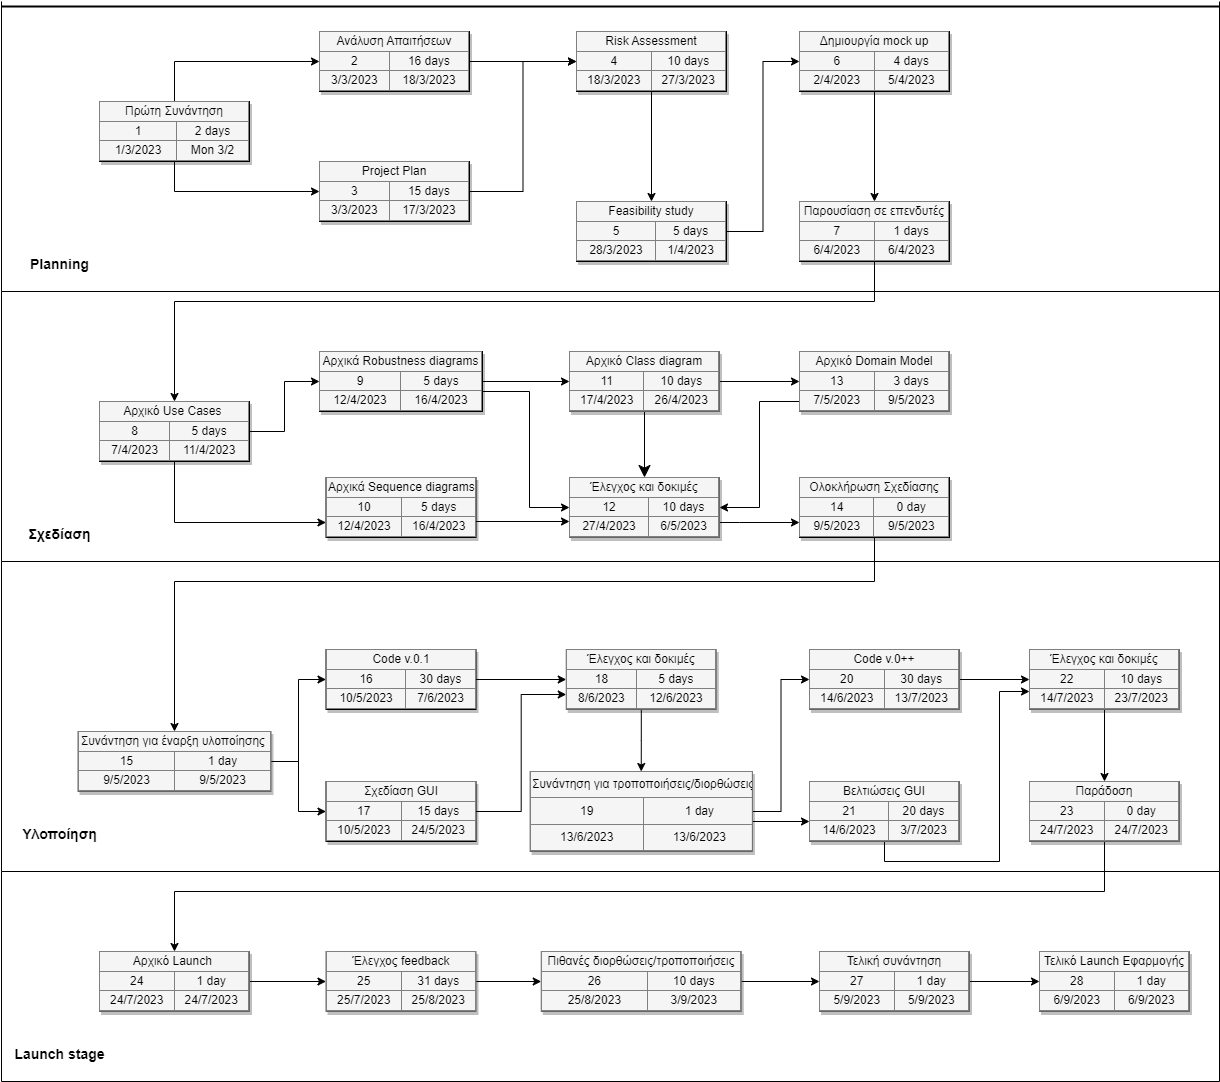 Ανάλυση Απαιτήσεων
2 16 days
3/3/2023 18/3/2023
Risk Assessment
4 10 days
18/3/2023 27/3/2023
Δημιουργία mock up
6 4 days
2/4/2023 5/4/2023
Πρώτη Συνάντηση
1 2 days
1/3/2023 Mon 3/2
Project Plan
3 15 days
3/3/2023 17/3/2023
Feasibility study
5 5 days
28/3/2023 1/4/2023
Παρουσίαση σε επενδυτές
7 1 days
6/4/2023 6/4/2023
Planning
Αρχικά Robustness diagrams
9 5 days
12/4/2023 16/4/2023
Αρχικό Class diagram
11 10 days
17/4/2023 26/4/2023
Αρχικό Domain Model
13 3 days
7/5/2023 9/5/2023
Αρχικό Use Cases
8 5 days
7/4/2023 11/4/2023
Αρχικά Sequence diagrams
10 5 days
12/4/2023 16/4/2023
Έλεγχος και δοκιμές
12 10 days
27/4/2023 6/5/2023
Ολοκλήρωση Σχεδίασης
14 0 day
9/5/2023 9/5/2023
Σχεδίαση
Code v.0.1
16 30 days
10/5/2023 7/6/2023
Έλεγχος και δοκιμές
18 5 days
8/6/2023 12/6/2023
Code v.0++
20 30 days
14/6/2023 13/7/2023
Έλεγχος και δοκιμές
22 10 days
14/7/2023 23/7/2023
Συνάντηση για έναρξη υλοποίησης
15 1 day
9/5/2023 9/5/2023
Σχεδίαση GUI
17 15 days
10/5/2023 24/5/2023
Συνάντηση για τροποποιήσεις/διορθώσεις
19 1 day
13/6/2023 13/6/2023
Βελτιώσεις GUI
21 20 days
14/6/2023 3/7/2023
Παράδοση
23 0 day
24/7/2023 24/7/2023
Υλοποίηση
Αρχικό Launch
24 1 day
24/7/2023 24/7/2023
Έλεγχος feedback
25 31 days
25/7/2023 25/8/2023
Πιθανές διορθώσεις/τροποποιήσεις
26 10 days
25/8/2023 3/9/2023
Τελική συνάντηση
27 1 day
5/9/2023 5/9/2023
Τελικό Launch Εφαρμογής
28 1 day
6/9/2023 6/9/2023
Launch stage